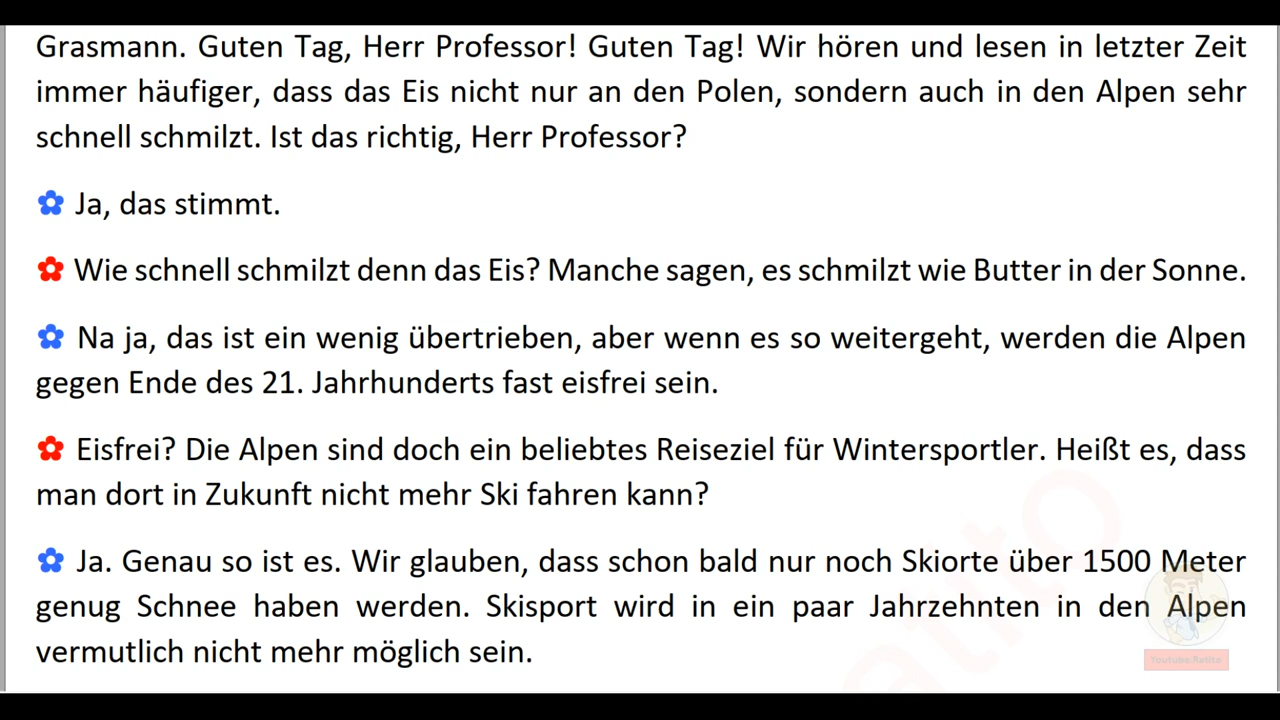 Grasmann. Guten Tag, Herr Professor! Guten Tag! Wir hören und lesen in letzter Zeit
immer häufiger, dass das Eis nicht nur an den Polen, sondern auch in den Alpen sehr
schnell schmilzt. Ist das richtig, Herr Professor?
Ja, das stimmt.
Wie schnell schmilzt denn das Eis? Manche sagen, es schmilzt wie Butter in der Sonne.
Na ja, das ist ein wenig übertrieben, aber wenn es so weitergeht, werden die Alpen
gegen Ende des 21. Jahrhunderts fast eisfrei sein.
Eisfrei? Die Alpen sind doch ein beliebtes Reiseziel für Wintersportler. Heißt es, dass
man dort in Zukunft nicht mehr Ski fahren kann?
Ja. Genau so ist es. Wir glauben, dass schon bald nur noch Skiorte über 1500 Meter
genug Schnee haben werden. Skisport wird in ein paar Jahrzehnten in den Alpen
vermutlich nicht mehr möglich sein.
Youtube:Ratito